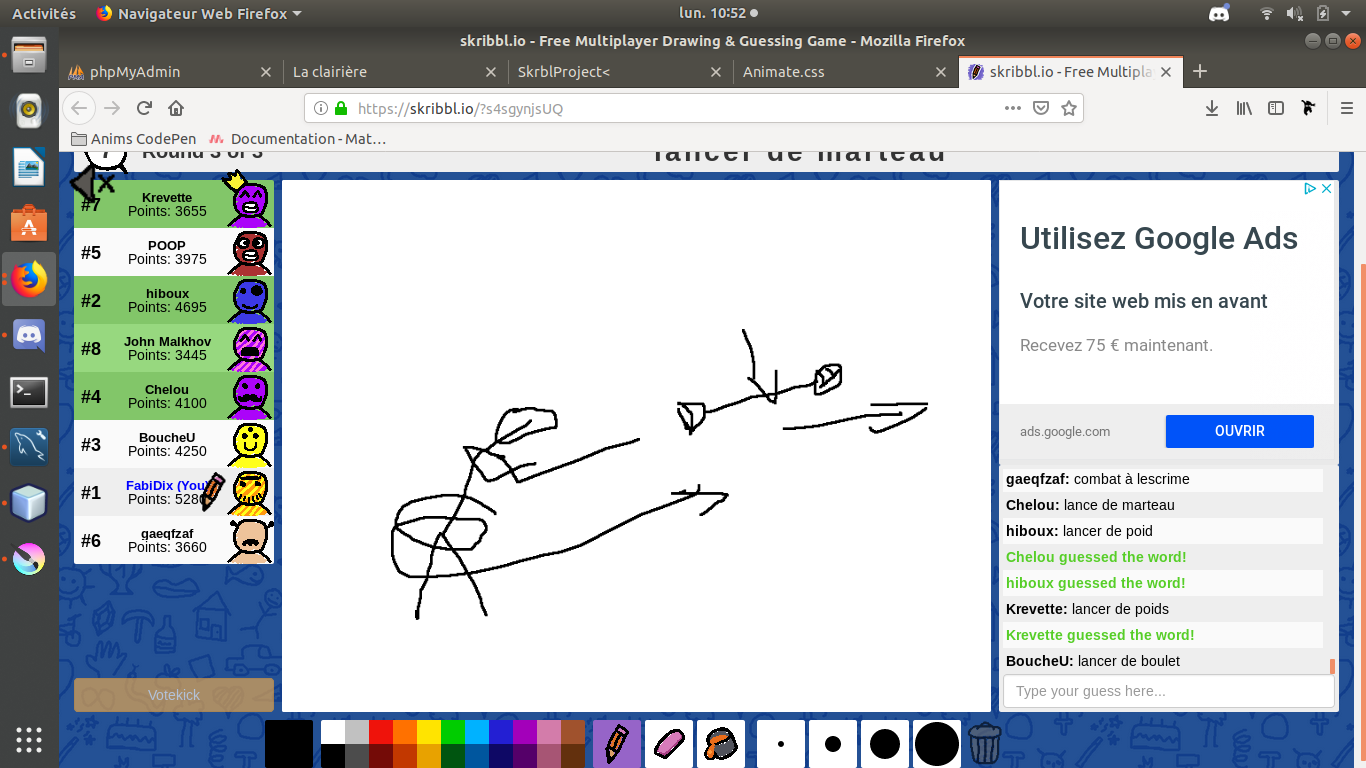 Activités
Navigateur Web Firefox
lun. 10:52
skribbl.io - Free Multiplayer Drawing & Guessing Game - Mozilla Firefox
phpMyAdmin
La clairière
SkrblProject<
Animate.css
skribbl.io - Free Multipla
https://skribbl.io/?s4sgynjsUQ
Anims CodePen
Documentation - Mat…
Round 3 of 3
lancer de marteau
#7
Krevette
Points: 3655
#5
POOP
Points: 3975
#2
hiboux
Points: 4695
#8
John Malkhov
Points: 3445
#4
Chelou
Points: 4100
#3
BoucheU
Points: 4250
#1
FabiDix (You)
Points: 5280
#6
gaeqfzaf
Points: 3660
Votekick
Utilisez Google Ads
Votre site web mis en avant
Recevez 75 € maintenant.
ads.google.com
OUVRIR
gaeqfzaf: combat à lescrime
Chelou: lance de marteau
hiboux: lancer de poid
Chelou guessed the word!
hiboux guessed the word!
Krevette: lancer de poids
Krevette guessed the word!
BoucheU: lancer de boulet
Type your guess here...